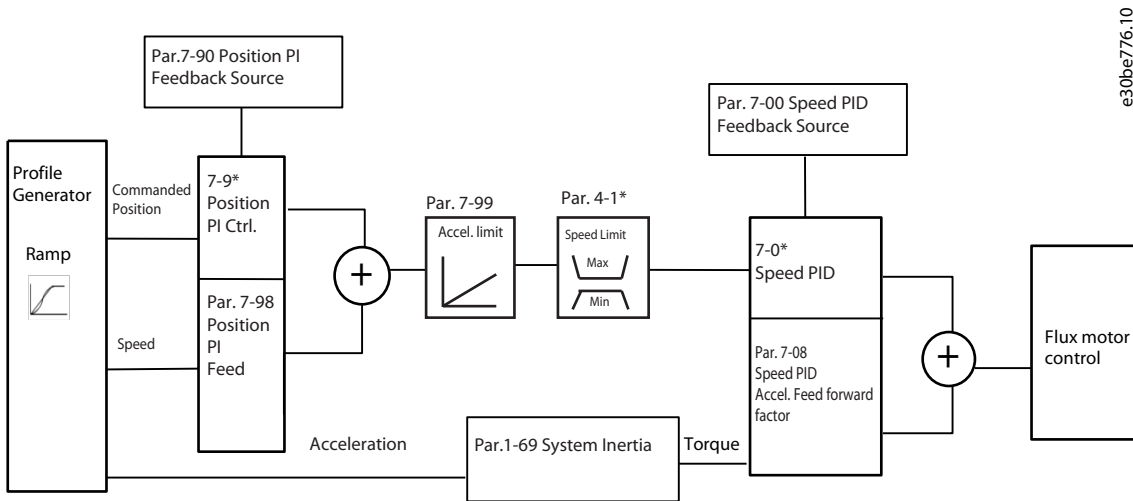 e30be776.10
Par.7-90 Position PI
Feedback Source
Par. 7-00 Speed PID
Feedback Source
Profile
Generator
Ramp
Commanded
Position
Speed
7-9*
Position
PI Ctrl.
Par. 7-98
Position
PI
Feed
+
Par. 7-99
Accel. limit
Par. 4-1*
Speed Limit
Max
Min
7-0*
Speed PID
Par. 7-08
Speed PID
Accel. Feed forward
factor
+
Flux motor
control
Acceleration
Par.1-69 System Inertia
Torque